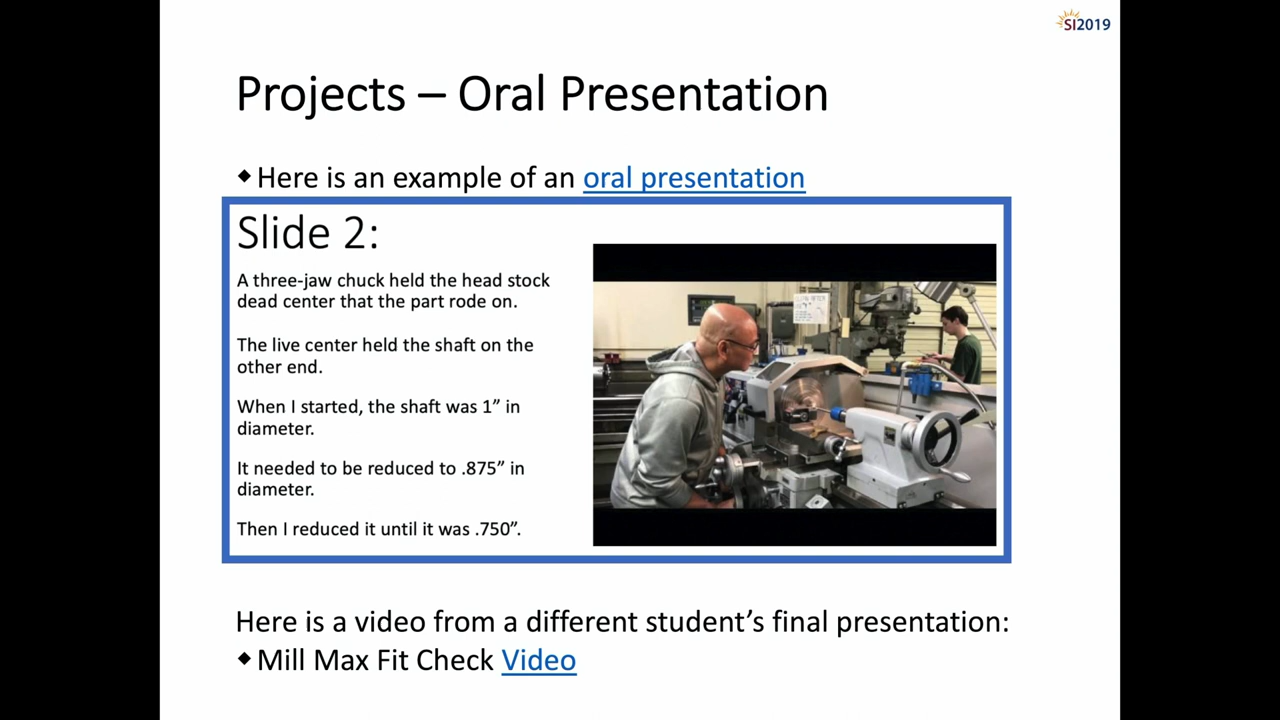 SI2019
Projects – Oral Presentation
◆Here is an example of an oral presentation
Slide 2:
A three-jaw chuck held the head stock
dead center that the part rode on.
The live center held the shaft on the
other end.
When I started, the shaft was 1” in
diameter.
It needed to be reduced to .875” in
diameter.
Then I reduced it until it was .750”.
Here is a video from a different student’s final presentation:
◆Mill Max Fit Check Video